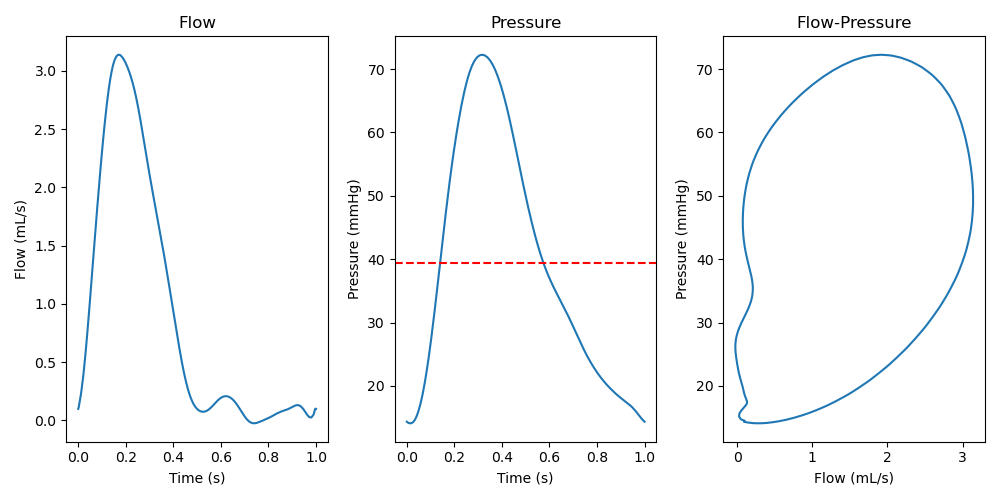 Flow
3.0
2.5
2.0
1.5
1.0
0.5
0.0
Flow (mL/s)
0.0 0.2 0.4 0.6 0.8 1.0
Time (s)
Pressure
70
60
50
40
30
20
Pressure (mmHg)
0.0 0.2 0.4 0.6 0.8 1.0
Time (s)
Flow-Pressure
70
60
50
40
30
20
Pressure (mmHg)
0 1 2 3
Flow (mL/s)